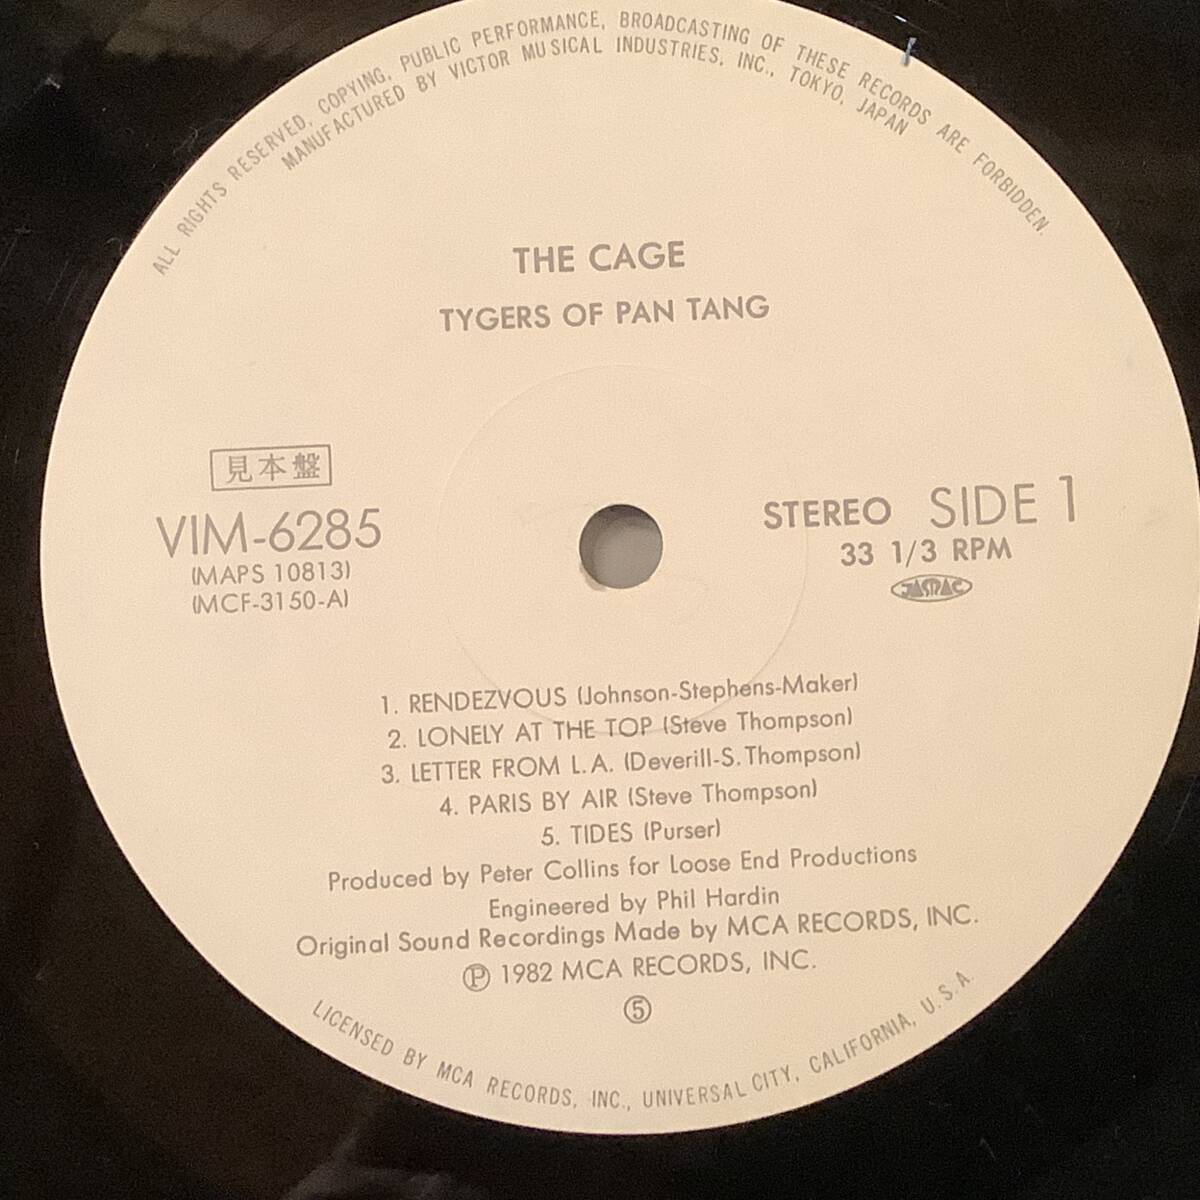 ALL RIGHTS RESERVED, COPYING, PUBLIC PERFORMANCE, BROADCASTING OF THESE RECORDS ARE FORBIDDEN.
MANUFACTURED BY VICTOR MUSICAL INDUSTRIES, INC., TOKYO, JAPAN
THE CAGE
TYGERS OF PAN TANG
見本盤
VIM-6285
(MAPS 10813)
(MCF-3150-A)
STEREO SIDE 1
33 1/3 RPM
JASRAC
1. RENDEZVOUS (Johnson-Stephens-Maker)
2. LONELY AT THE TOP (Steve Thompson)
3. LETTER FROM L.A. (Deverill-S.Thompson)
4. PARIS BY AIR (Steve Thompson)
5. TIDES (Purser)
Produced by Peter Collins for Loose End Productions
Engineered by Phil Hardin
Original Sound Recordings Made by MCA RECORDS, INC.
Ⓟ 1982 MCA RECORDS, INC.
⑤
LICENSED BY MCA RECORDS, INC., UNIVERSAL CITY, CALIFORNIA, U.S.A.